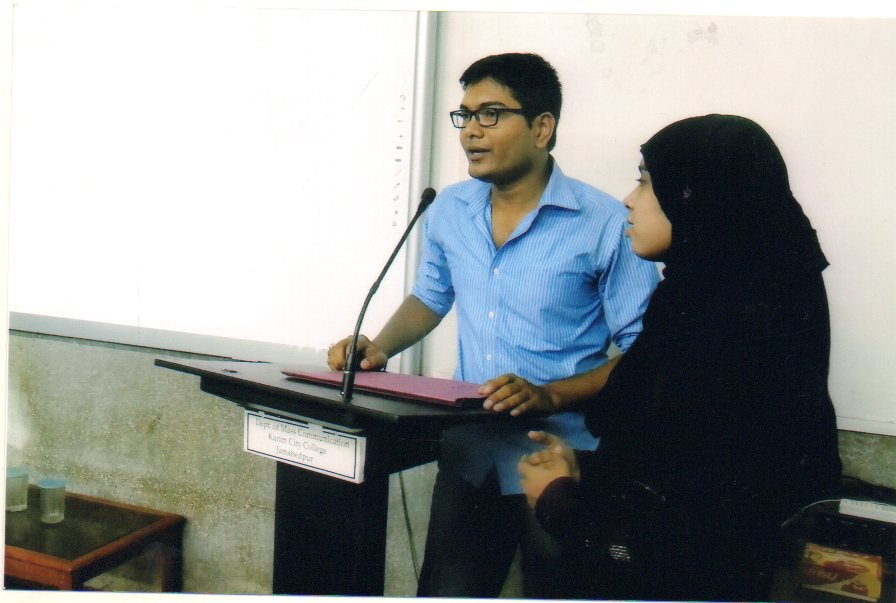 Dept. of Mass Communication
Karim City College
Jamshedpur